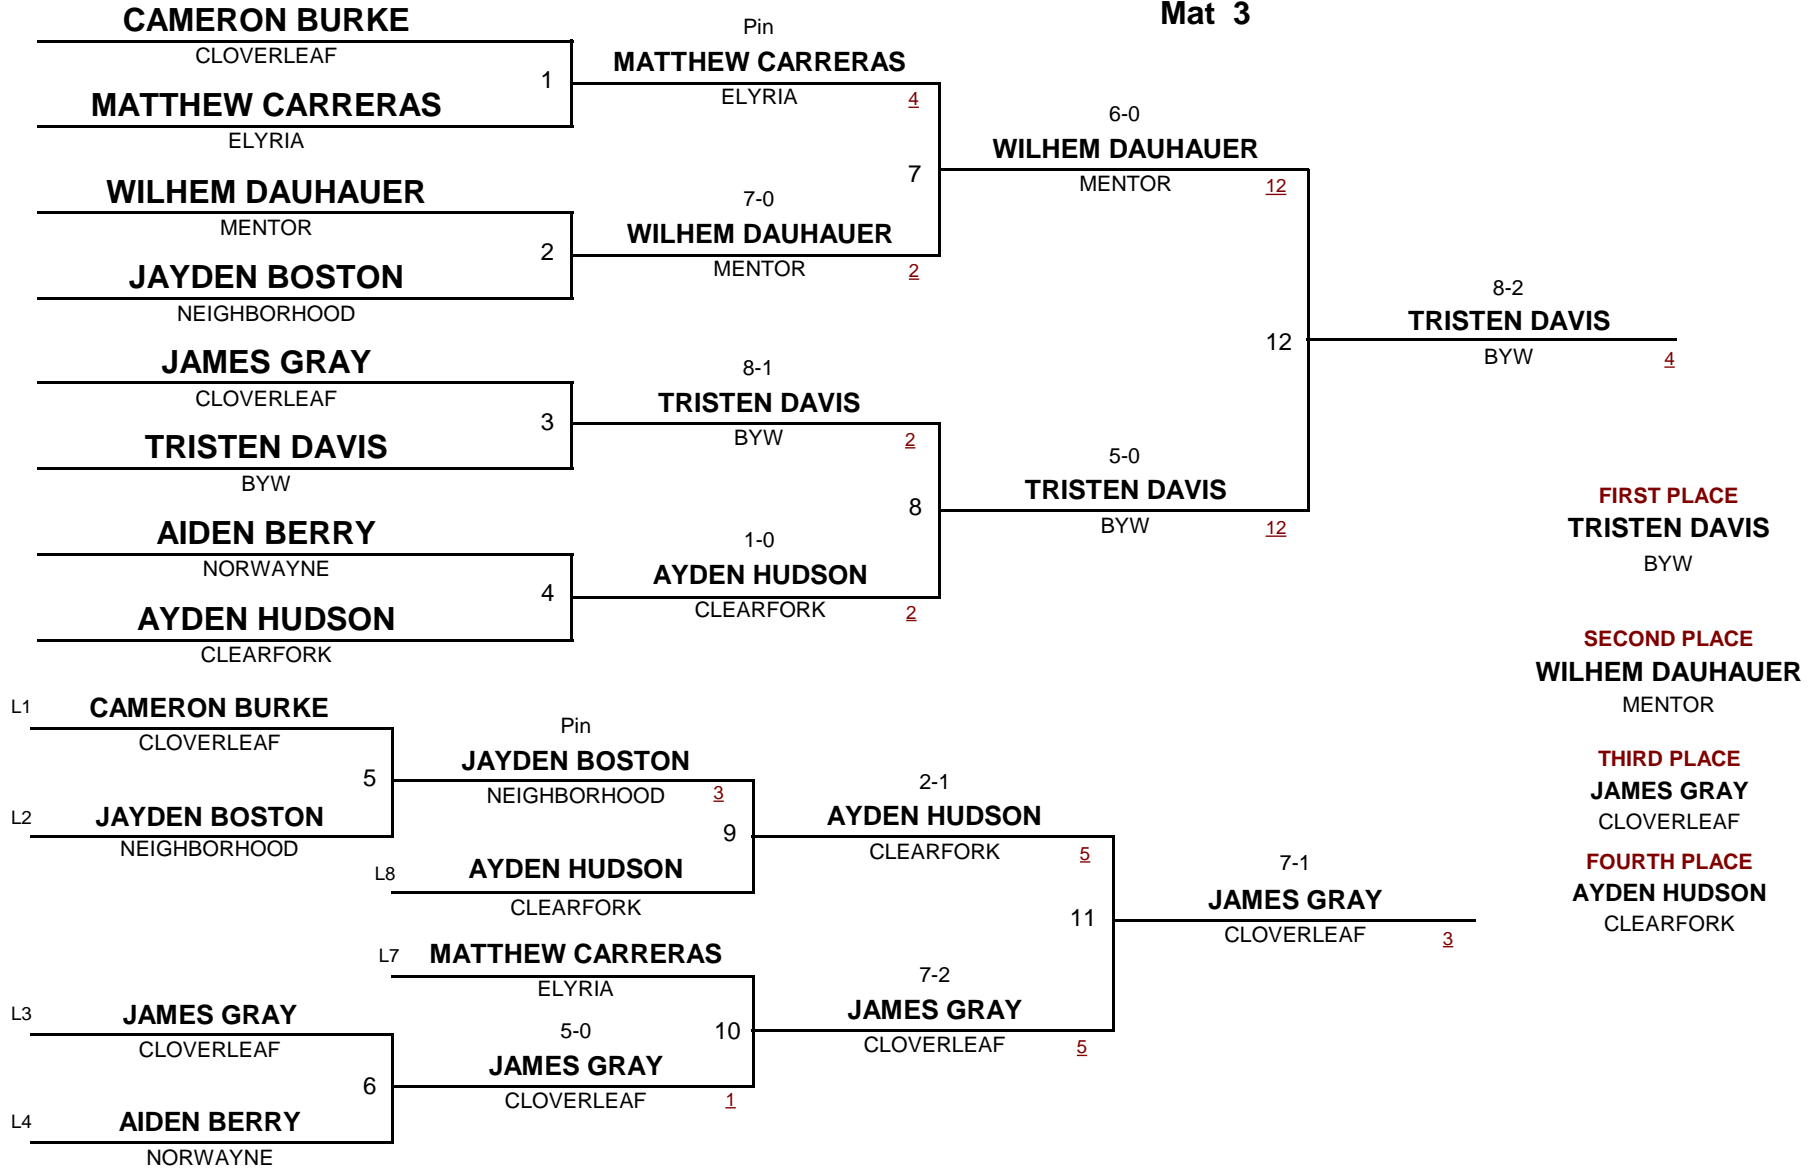 Mat 3
CAMERON BURKE
CLOVERLEAF
1
MATTHEW CARRERAS
ELYRIA
Pin
MATTHEW CARRERAS
ELYRIA
4
WILHEM DAUHAUER
MENTOR
2
JAYDEN BOSTON
NEIGHBORHOOD
7-0
WILHEM DAUHAUER
MENTOR
2
7
6-0
WILHEM DAUHAUER
MENTOR
12
JAMES GRAY
CLOVERLEAF
3
TRISTEN DAVIS
BYW
8-1
TRISTEN DAVIS
BYW
2
AIDEN BERRY
NORWAYNE
4
AYDEN HUDSON
CLEARFORK
1-0
AYDEN HUDSON
CLEARFORK
2
8
5-0
TRISTEN DAVIS
BYW
12
12
8-2
TRISTEN DAVIS
BYW
4
FIRST PLACE
TRISTEN DAVIS
BYW
SECOND PLACE
WILHEM DAUHAUER
MENTOR
THIRD PLACE
JAMES GRAY
CLOVERLEAF
FOURTH PLACE
AYDEN HUDSON
CLEARFORK
L1
CAMERON BURKE
CLOVERLEAF
5
L2
JAYDEN BOSTON
NEIGHBORHOOD
Pin
JAYDEN BOSTON
NEIGHBORHOOD
3
9
L8
AYDEN HUDSON
CLEARFORK
2-1
AYDEN HUDSON
CLEARFORK
5
L7
MATTHEW CARRERAS
ELYRIA
L3
JAMES GRAY
CLOVERLEAF
6
L4
AIDEN BERRY
NORWAYNE
5-0
JAMES GRAY
CLOVERLEAF
1
10
7-2
JAMES GRAY
CLOVERLEAF
5
11
7-1
JAMES GRAY
CLOVERLEAF
3